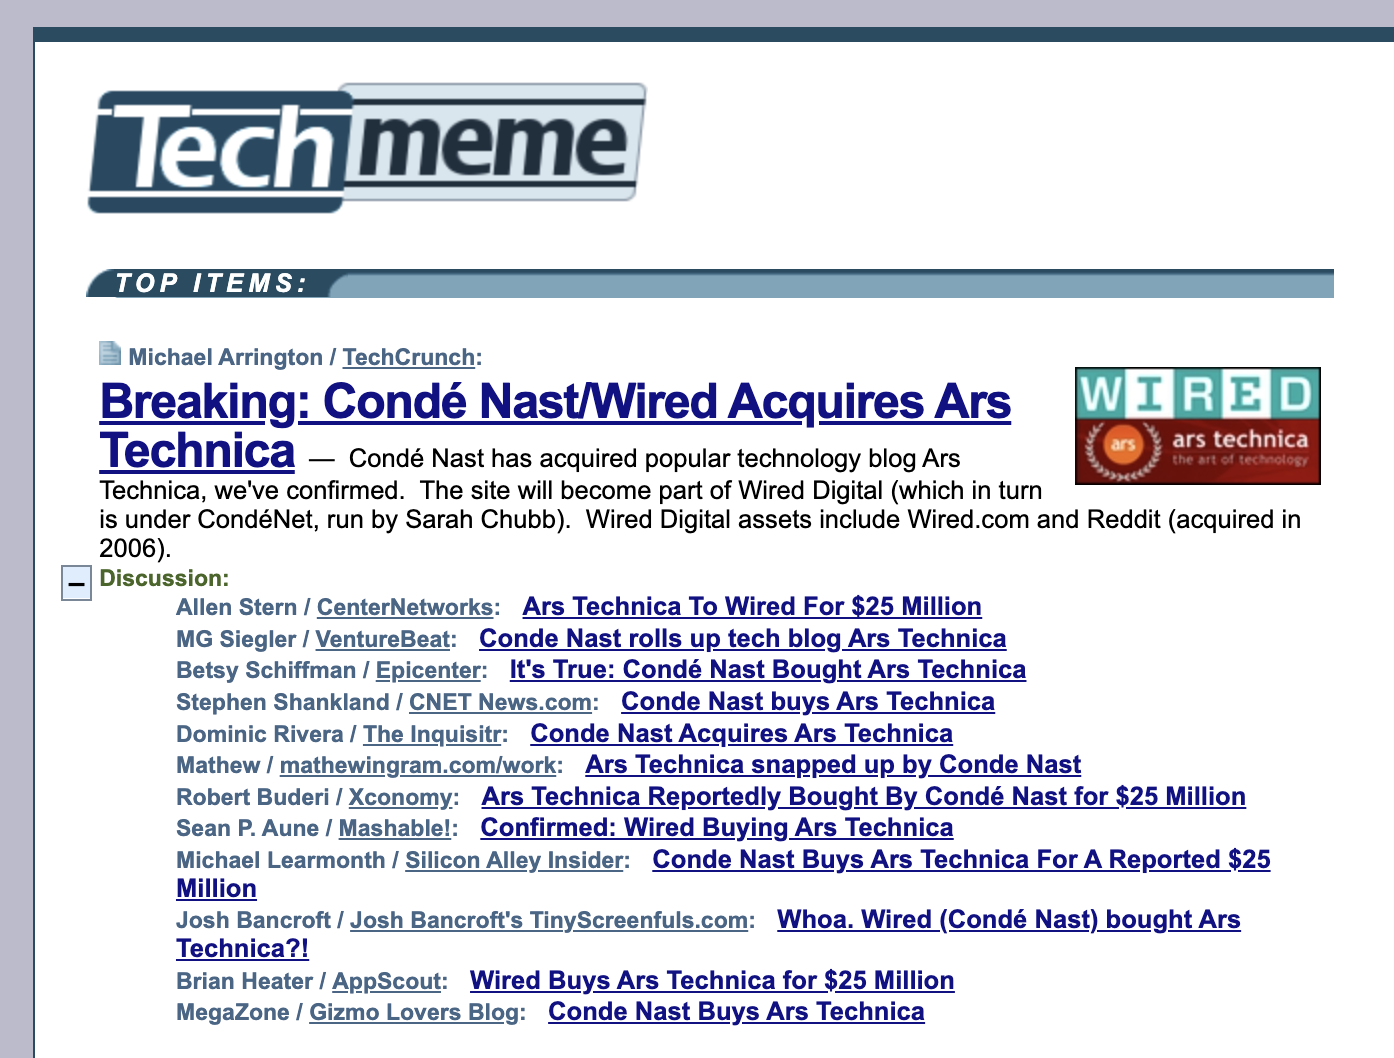 Techmeme
TOP ITEMS:
Michael Arrington / TechCrunch:
Breaking: Condé Nast/Wired Acquires Ars
Technica — Condé Nast has acquired popular technology blog Ars
Technica, we've confirmed. The site will become part of Wired Digital (which in turn
is under CondéNet, run by Sarah Chubb). Wired Digital assets include Wired.com and Reddit (acquired in
2006).
WIRED
ars
ars technica
the art of technology
Discussion:
Allen Stern / CenterNetworks: Ars Technica To Wired For $25 Million
MG Siegler / VentureBeat: Conde Nast rolls up tech blog Ars Technica
Betsy Schiffman / Epicenter: It's True: Condé Nast Bought Ars Technica
Stephen Shankland / CNET News.com: Conde Nast buys Ars Technica
Dominic Rivera / The Inquisitr: Conde Nast Acquires Ars Technica
Mathew / mathewingram.com/work: Ars Technica snapped up by Conde Nast
Robert Buderi / Xconomy: Ars Technica Reportedly Bought By Condé Nast for $25 Million
Sean P. Aune / Mashable!: Confirmed: Wired Buying Ars Technica
Michael Learmonth / Silicon Alley Insider: Conde Nast Buys Ars Technica For A Reported $25
Million
Josh Bancroft / Josh Bancroft's TinyScreenfuls.com: Whoa. Wired (Condé Nast) bought Ars
Technica?!
Brian Heater / AppScout: Wired Buys Ars Technica for $25 Million
MegaZone / Gizmo Lovers Blog: Conde Nast Buys Ars Technica